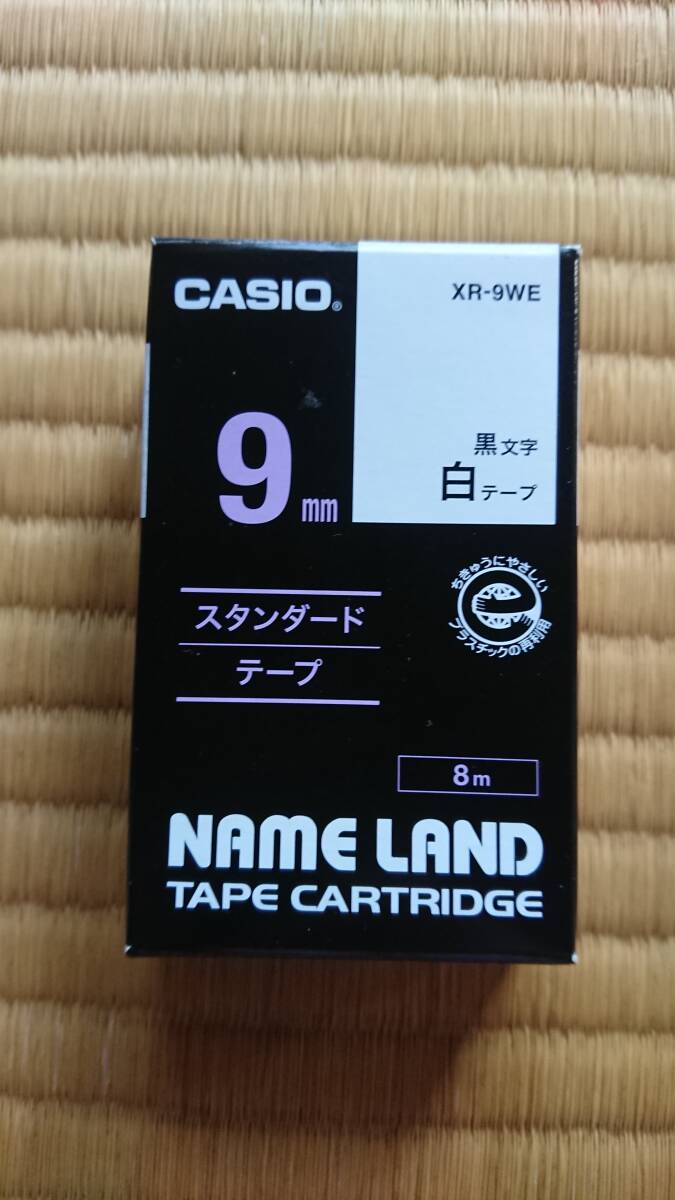 CASIO®
XR-9WE
9mm
黒文字
白テープ
ちきゅうにやさしい
プラスチックの再利用
スタンダード
テープ
8m
NAME LAND
TAPE CARTRIDGE